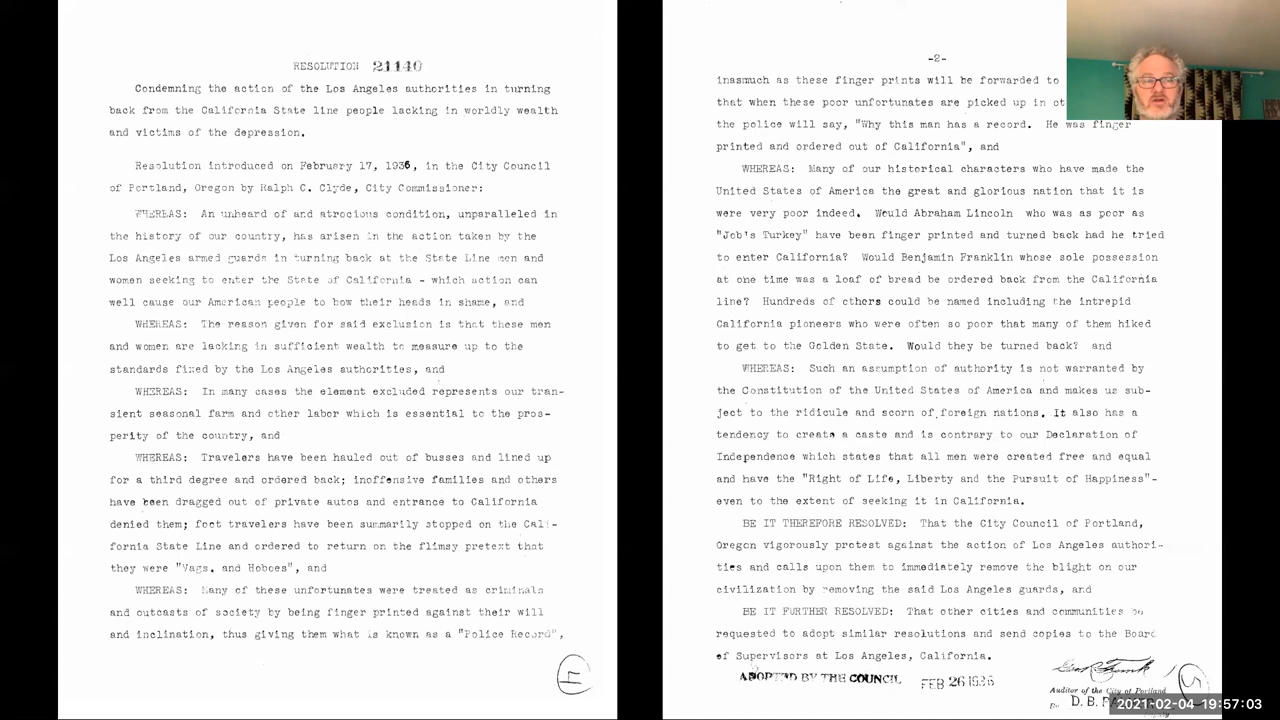 RESOLUTION 21140
Condemning the action of the Los Angeles authorities in turning
back from the California State line people lacking in worldly wealth
and victims of the depression.
Resolution introduced on February 17, 1936, in the City Council
of Portland, Oregon by Ralph C. Clyde, City Commissioner:
WHEREAS: An unheard of and atrocious condition, unparalleled in
the history of our country, has arisen in the action taken by the
Los Angeles armed guards in turning back at the State Line men and
women seeking to enter the State of California - which action can
well cause our American people to bow their heads in shame, and
WHEREAS: The reason given for said exclusion is that these men
and women are lacking in sufficient wealth to measure up to the
standards fixed by the Los Angeles authorities, and
WHEREAS: In many cases the element excluded represents our tran-
sient seasonal farm and other labor which is essential to the pros-
perity of the country, and
WHEREAS: Travelers have been hauled out of busses and lined up
for a third degree and ordered back; inoffensive families and others
have been dragged out of private autos and entrance to California
denied them; foot travelers have been summarily stopped on the Cali-
fornia State Line and ordered to return on the flimsy pretext that
they were "Vags. and Hoboes", and
WHEREAS: Many of these unfortunates were treated as criminals
and outcasts of society by being finger printed against their will
and inclination, thus giving them what is known as a "Police Record",
-2-
inasmuch as these finger prints will be forwarded to
that when these poor unfortunates are picked up in
the police will say, "Why this man has a record. He was finger
printed and ordered out of California", and
WHEREAS: Many of our historical characters who have made the
United States of America the great and glorious nation that it is
were very poor indeed. Would Abraham Lincoln who was as poor as
"Job's Turkey" have been finger printed and turned back had he tried
to enter California? Would Benjamin Franklin whose sole possession
at one time was a loaf of bread be ordered back from the California
line? Hundreds of others could be named including the intrepid
California pioneers who were often so poor that many of them hiked
to get to the Golden State. Would they be turned back? and
WHEREAS: Such an assumption of authority is not warranted by
the Constitution of the United States of America and makes us sub-
ject to the ridicule and scorn of foreign nations. It also has a
tendency to create a caste and is contrary to our Declaration of
Independence which states that all men were created free and equal
and have the "Right of Life, Liberty and the Pursuit of Happiness"-
even to the extent of seeking it in California.
BE IT THEREFORE RESOLVED: That the City Council of Portland,
Oregon vigorously protest against the action of Los Angeles authori-
ties and calls upon them to immediately remove the blight on our
civilization by removing the said Los Angeles guards, and
BE IT FURTHER RESOLVED: That other cities and communities be
requested to adopt similar resolutions and send copies to the Board
of Supervisors at Los Angeles, California.
ADOPTED BY THE COUNCIL FEB 26 1936
Auditor of the City of Portland
D. B.
2021-02-04 19:57:03